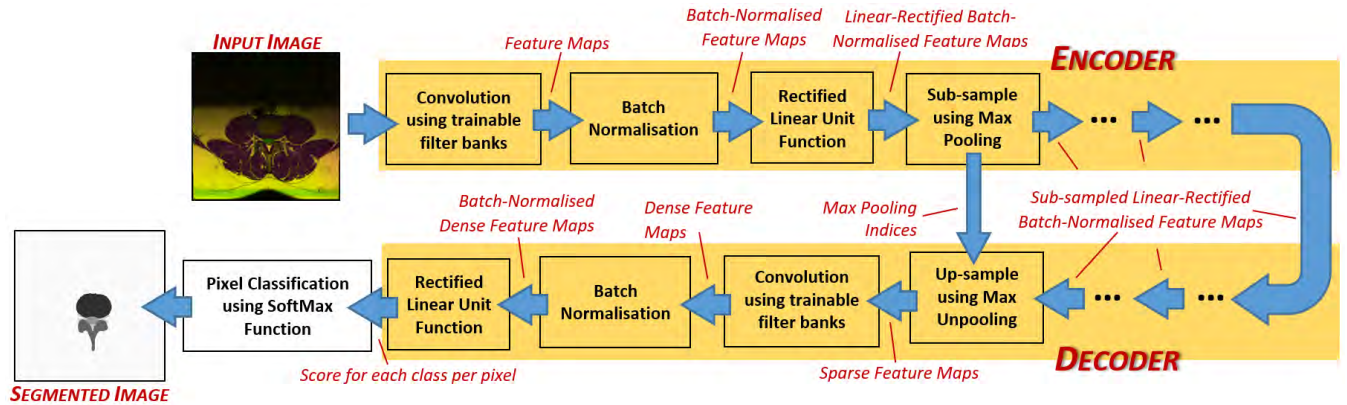 INPUT IMAGE
Feature Maps
Batch-Normalised
Feature Maps
Linear-Rectified Batch-
Normalised Feature Maps
ENCODER
Convolution
using trainable
filter banks
Batch
Normalisation
Rectified
Linear Unit
Function
Sub-sample
using Max
Pooling
...
...
Max Pooling
Indices
Sub-sampled Linear-Rectified
Batch-Normalised Feature Maps
Batch-Normalised
Dense Feature Maps
Dense Feature
Maps
Pixel Classification
using SoftMax
Function
Rectified
Linear Unit
Function
Batch
Normalisation
Convolution
using trainable
filter banks
Up-sample
using Max
Unpooling
...
...
DECODER
Score for each class per pixel
Sparse Feature Maps
SEGMENTED IMAGE